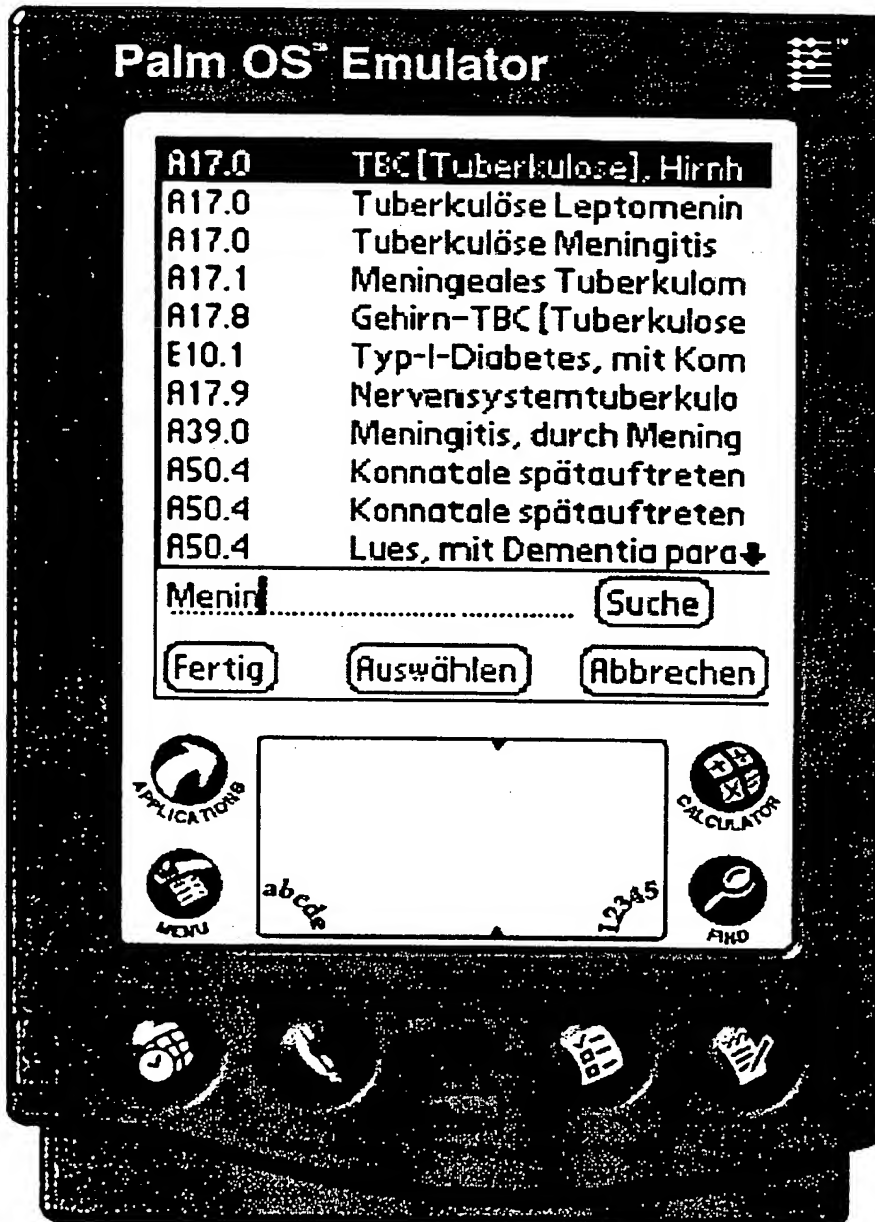 Palm OS™ Emulator
A17.0 TBC [Tuberkulose], Hirnh
A17.0 Tuberkulöse Leptomenin
A17.0 Tuberkulöse Meningitis
A17.1 Meningeales Tuberkulom
A17.8 Gehirn-TBC [Tuberkulose
E10.1 Typ-I-Diabetes, mit Kom
A17.9 Nervensystemtuberkulo
A39.0 Meningitis, durch Mening
A50.4 Konnatale spätauftreten
A50.4 Konnatale spätauftreten
A50.4 Lues, mit Dementia para
Menin Suche
Fertig Auswählen Abbrechen
APPLICATIONS CALCULATOR
abcde 12345
MENU FIND